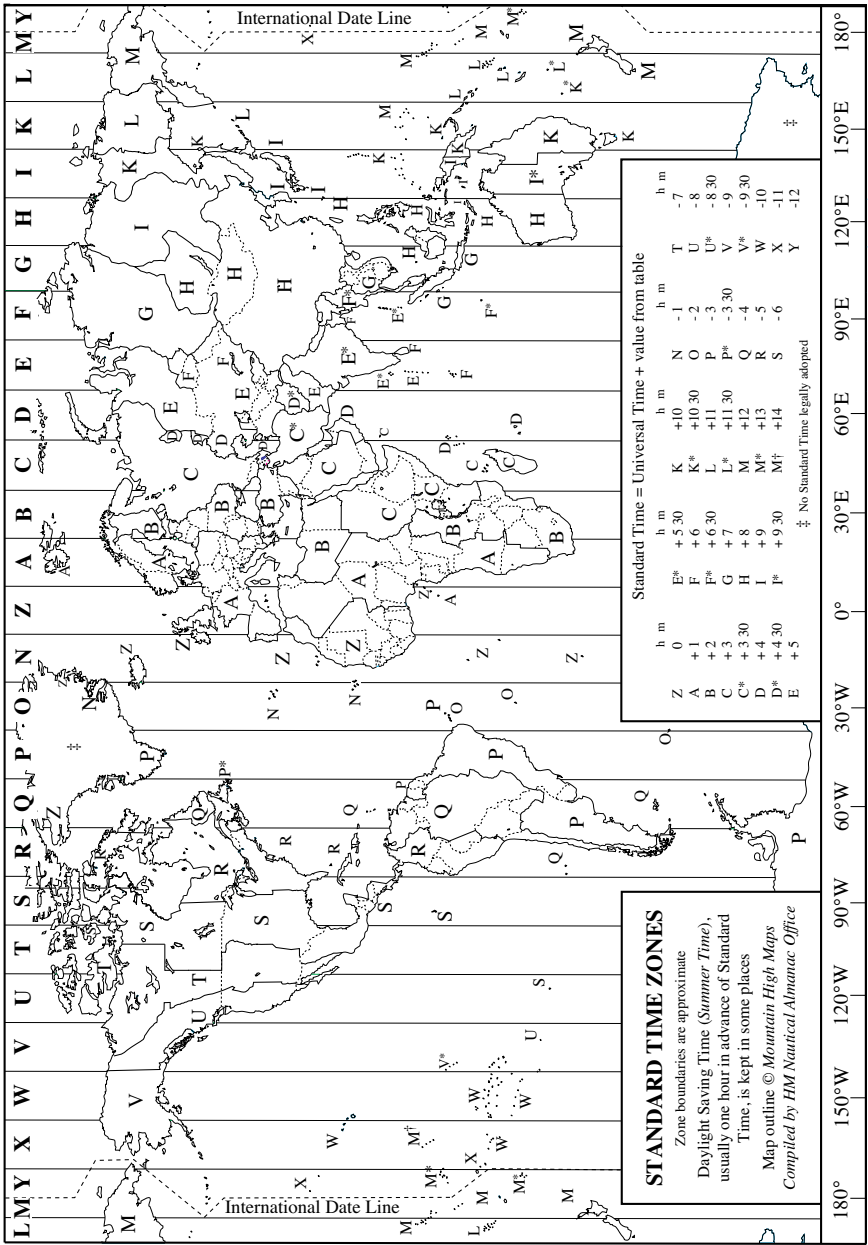 L M Y X W V U T S R Q P O N Z A B C D E F G H I K L M Y
International Date Line
International Date Line
M V U T S R Q P* P ‡ Z N Z
A B C D E F G H I K L M
X W V* M† M* U S R Q P O
C* D* E* F* I* L* K*
STANDARD TIME ZONES
Zone boundaries are approximate
Daylight Saving Time (Summer Time),
usually one hour in advance of Standard
Time, is kept in some places
Map outline © Mountain High Maps
Compiled by HM Nautical Almanac Office
Standard Time = Universal Time + value from table
h m h m h m h m h m
Z 0 E* + 5 30 K +10 N - 1 T - 7
A + 1 F + 6 K* +10 30 O - 2 U - 8
B + 2 F* + 6 30 L +11 P - 3 U* - 8 30
C + 3 G + 7 L* +11 30 P* - 3 30 V - 9
C* + 3 30 H + 8 M +12 Q - 4 V* - 9 30
D + 4 I + 9 M* +13 R - 5 W -10
D* + 4 30 I* + 9 30 M† +14 S - 6 X -11
E + 5 Y -12
‡ No Standard Time legally adopted
180° 150°W 120°W 90°W 60°W 30°W 0° 30°E 60°E 90°E 120°E 150°E 180°